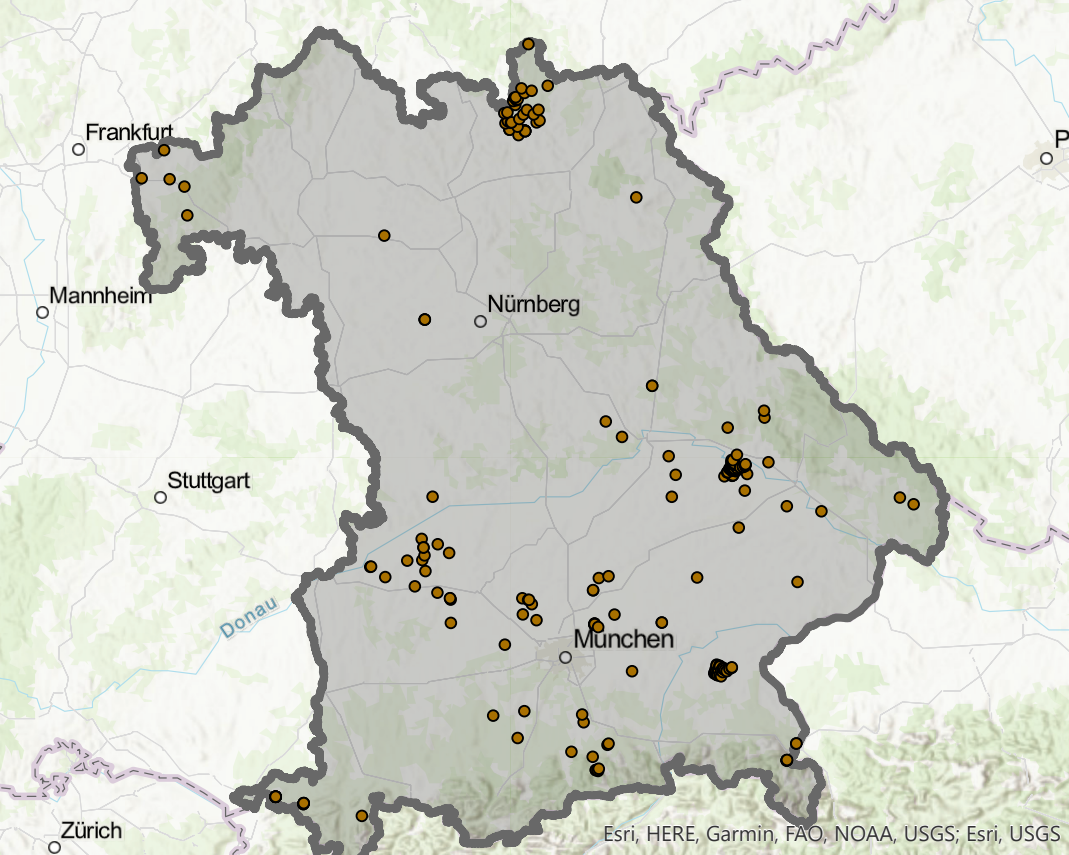 Frankfurt
P
Mannheim
Nürnberg
Stuttgart
Donau
München
Zürich
Esri, HERE, Garmin, FAO, NOAA, USGS; Esri, USGS